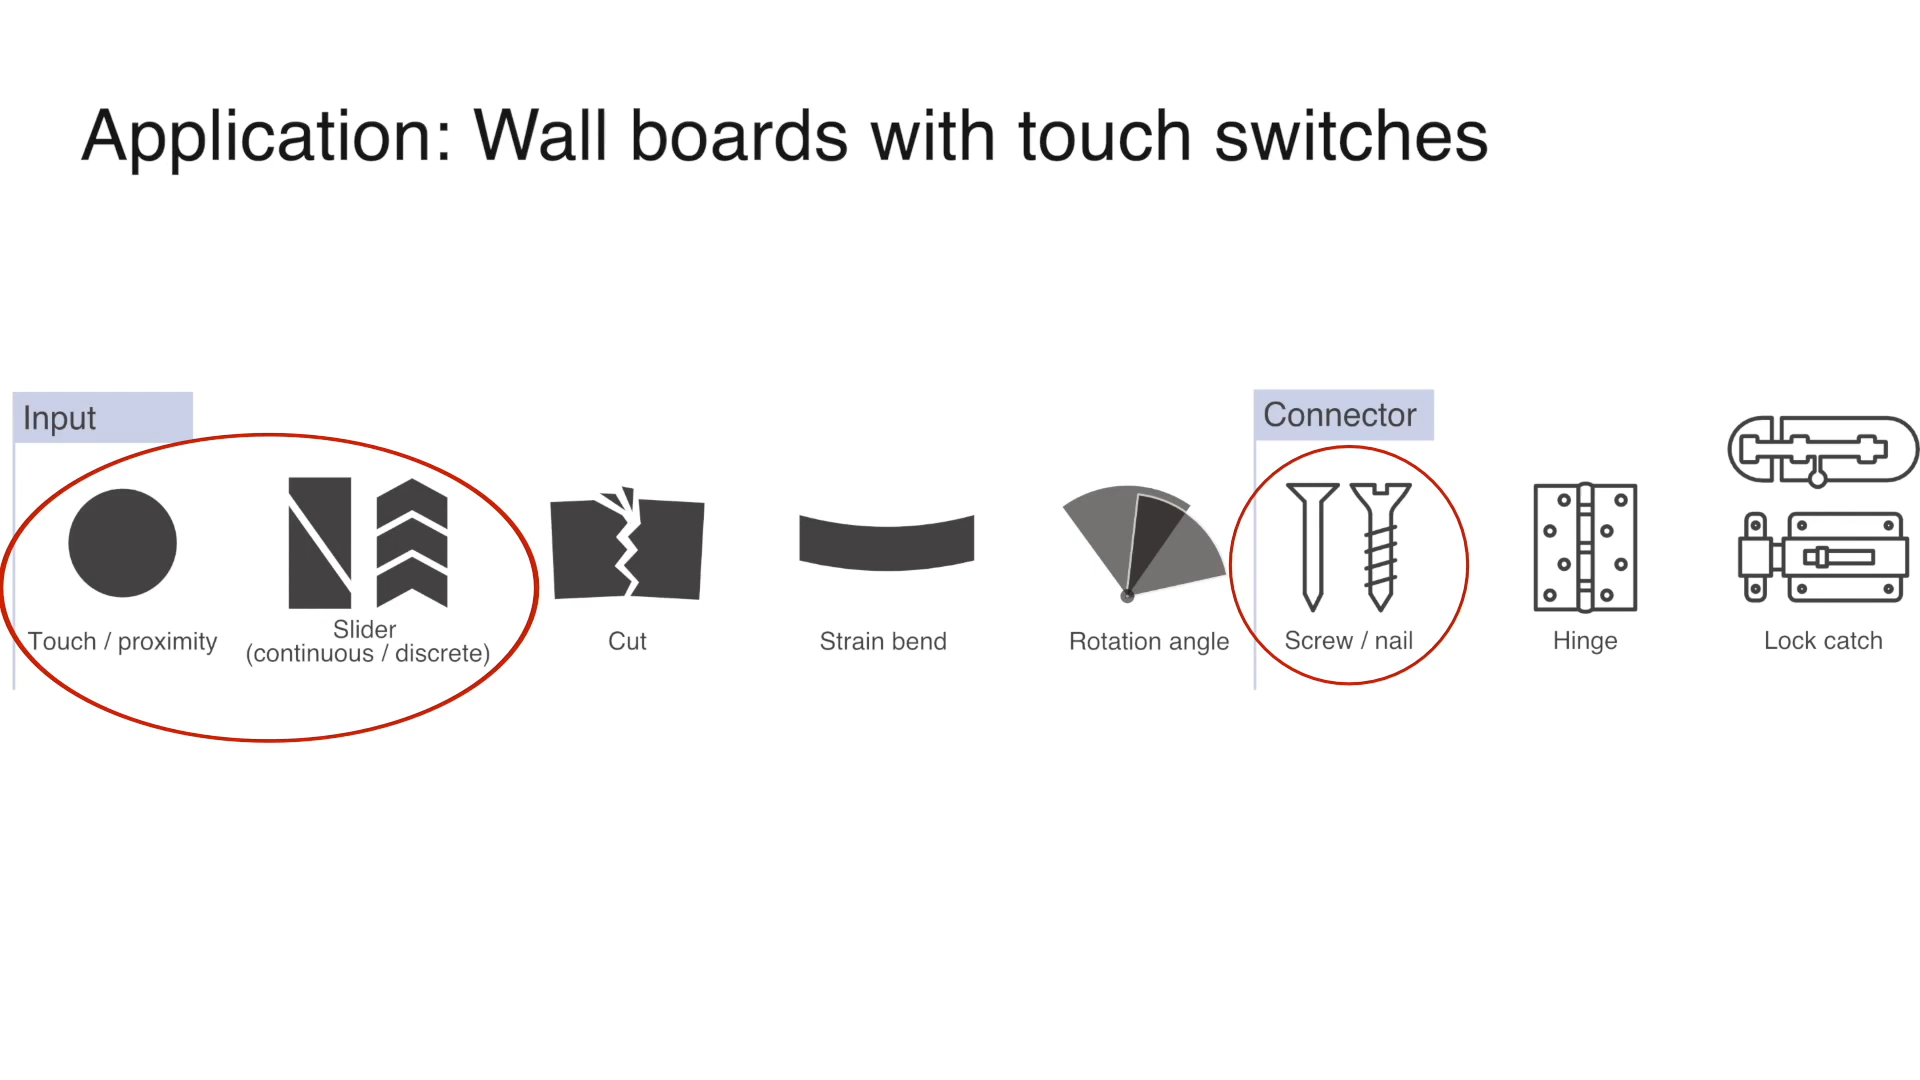 Application: Wall boards with touch switches
Input
Connector
Touch / proximity
Slider
(continuous / discrete)
Cut
Strain bend
Rotation angle
Screw / nail
Hinge
Lock catch